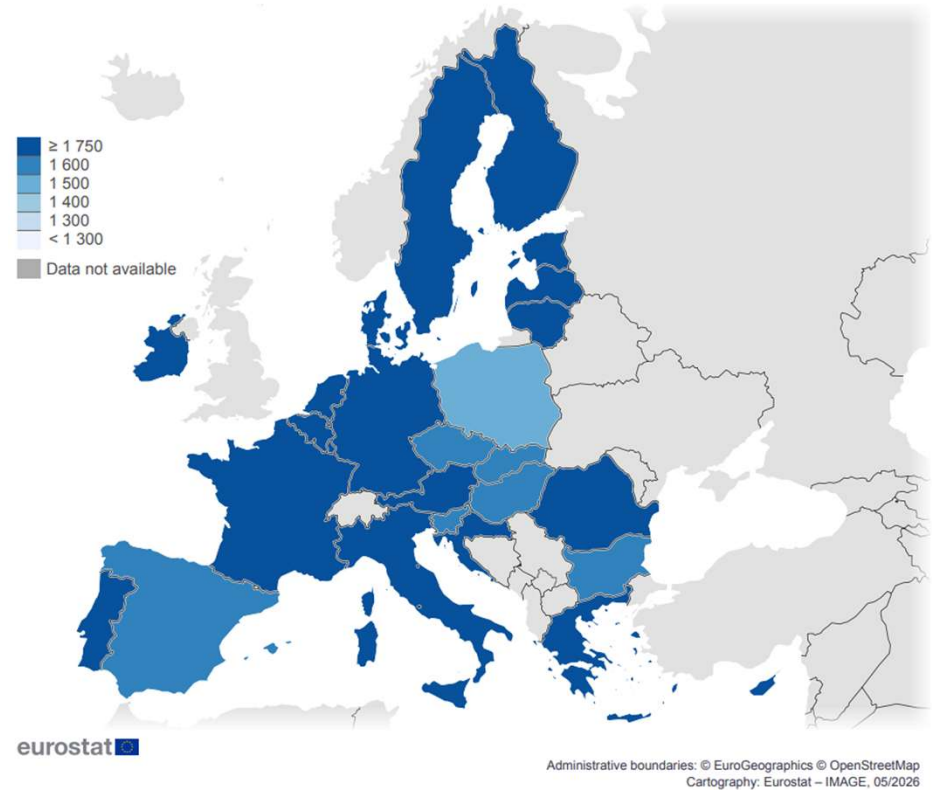 ≥ 1 750
1 600
1 500
1 400
1 300
< 1 300
Data not available
eurostat
Administrative boundaries: © EuroGeographics © OpenStreetMap
Cartography: Eurostat – IMAGE, 05/2026